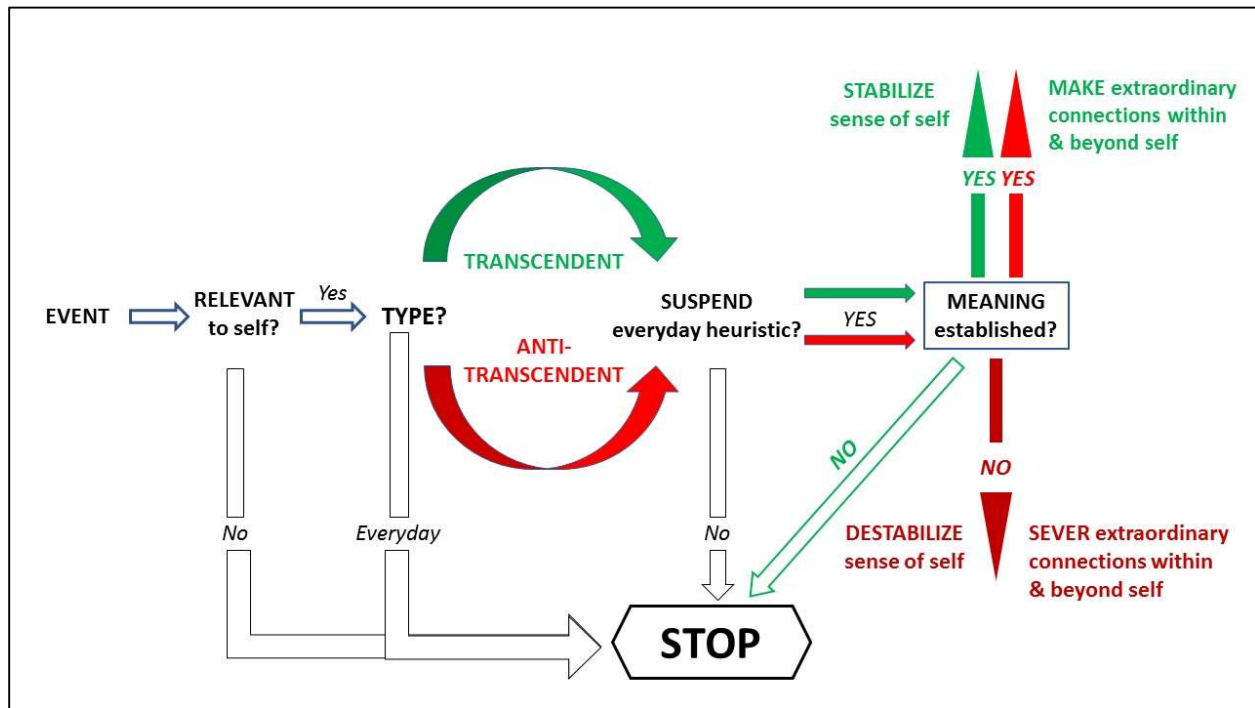 STABILIZE
sense of self
MAKE extraordinary
connections within
& beyond self
YES YES
TRANSCENDENT
EVENT
RELEVANT
to self?
Yes
TYPE?
SUSPEND
everyday heuristic?
YES
MEANING
established?
ANTI-
TRANSCENDENT
NO
NO
No
Everyday
No
DESTABILIZE
sense of self
SEVER extraordinary
connections within
& beyond self
STOP